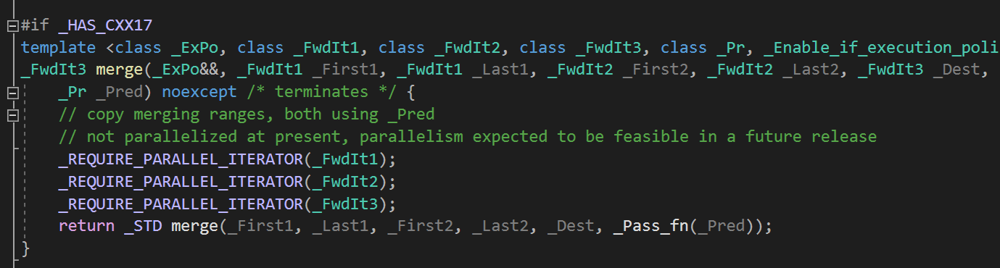 #if _HAS_CXX17
template <class _ExPo, class _FwdIt1, class _FwdIt2, class _FwdIt3, class _Pr, _Enable_if_execution_poli
_FwdIt3 merge(_ExPo&&, _FwdIt1 _First1, _FwdIt1 _Last1, _FwdIt2 _First2, _FwdIt2 _Last2, _FwdIt3 _Dest,
_Pr _Pred) noexcept /* terminates */ {
// copy merging ranges, both using _Pred
// not parallelized at present, parallelism expected to be feasible in a future release
_REQUIRE_PARALLEL_ITERATOR(_FwdIt1);
_REQUIRE_PARALLEL_ITERATOR(_FwdIt2);
_REQUIRE_PARALLEL_ITERATOR(_FwdIt3);
return _STD merge(_First1, _Last1, _First2, _Last2, _Dest, _Pass_fn(_Pred));
}